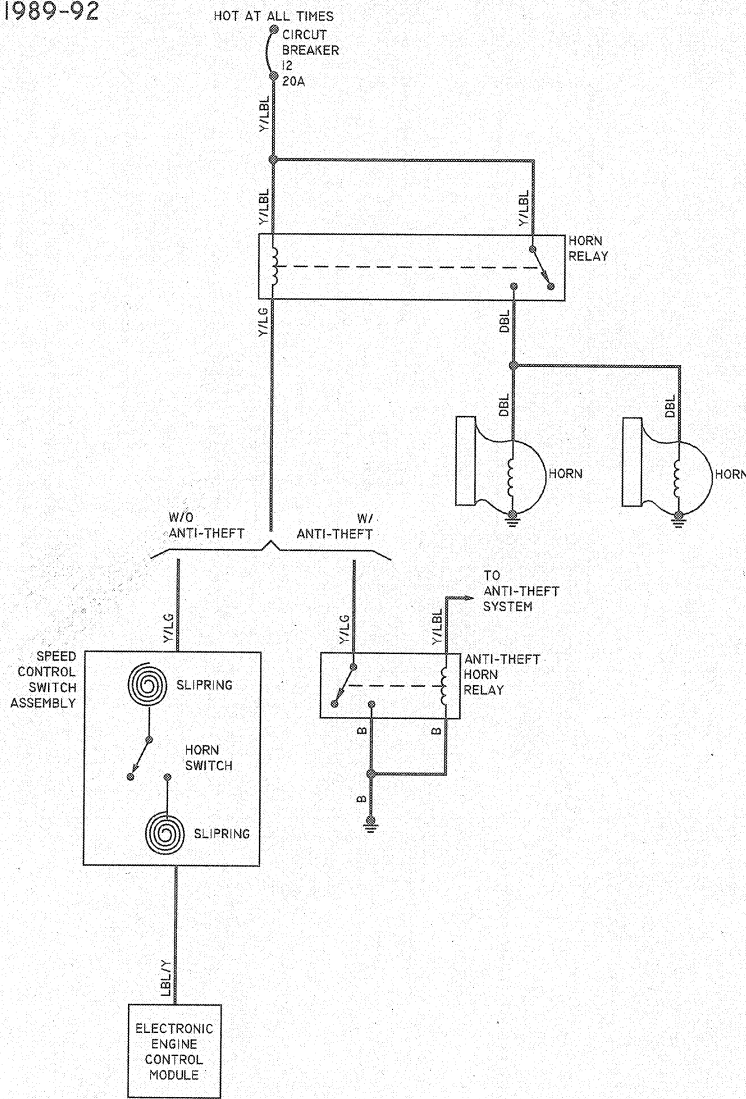 1989-92
HOT AT ALL TIMES
CIRCUT
BREAKER
12
20A
Y/LBL
Y/LBL
Y/LBL
HORN
RELAY
Y/LG
DBL
DBL
DBL
HORN
HORN
W/O
ANTI-THEFT
W/
ANTI-THEFT
TO
ANTI-THEFT
SYSTEM
Y/LG
Y/LG
Y/LBL
SPEED
CONTROL
SWITCH
ASSEMBLY
SLIPRING
ANTI-THEFT
HORN
RELAY
HORN
SWITCH
B
B
B
SLIPRING
LBL/Y
ELECTRONIC
ENGINE
CONTROL
MODULE